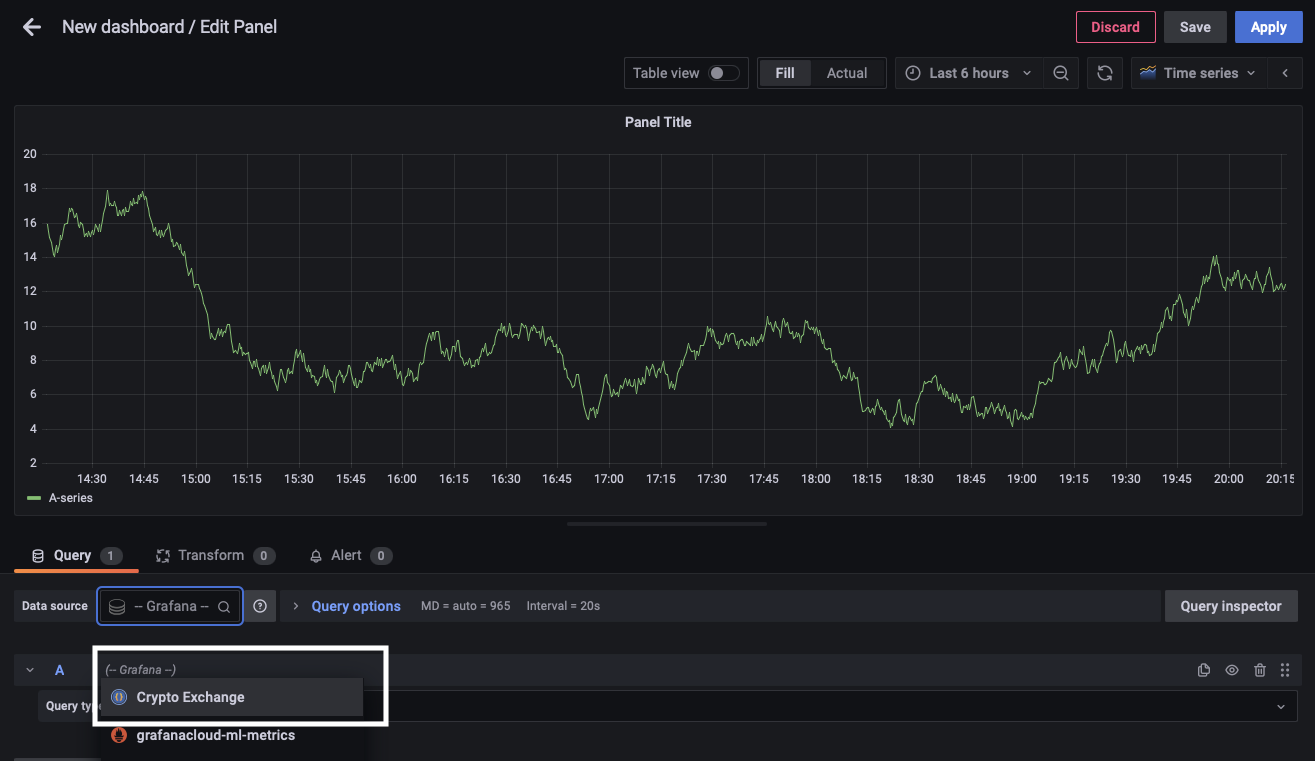 New dashboard / Edit Panel
Discard
Save
Apply
Table view
Fill
Actual
Last 6 hours
Time series
Panel Title
20
18
16
14
12
10
8
6
4
2
14:30 14:45 15:00 15:15 15:30 15:45 16:00 16:15 16:30 16:45 17:00 17:15 17:30 17:45 18:00 18:15 18:30 18:45 19:00 19:15 19:30 19:45 20:00 20:15
A-series
Query 1
Transform 0
Alert 0
Data source
-- Grafana --
Query options
MD = auto = 965
Interval = 20s
Query inspector
A
(-- Grafana --)
Crypto Exchange
Query ty
grafanacloud-ml-metrics